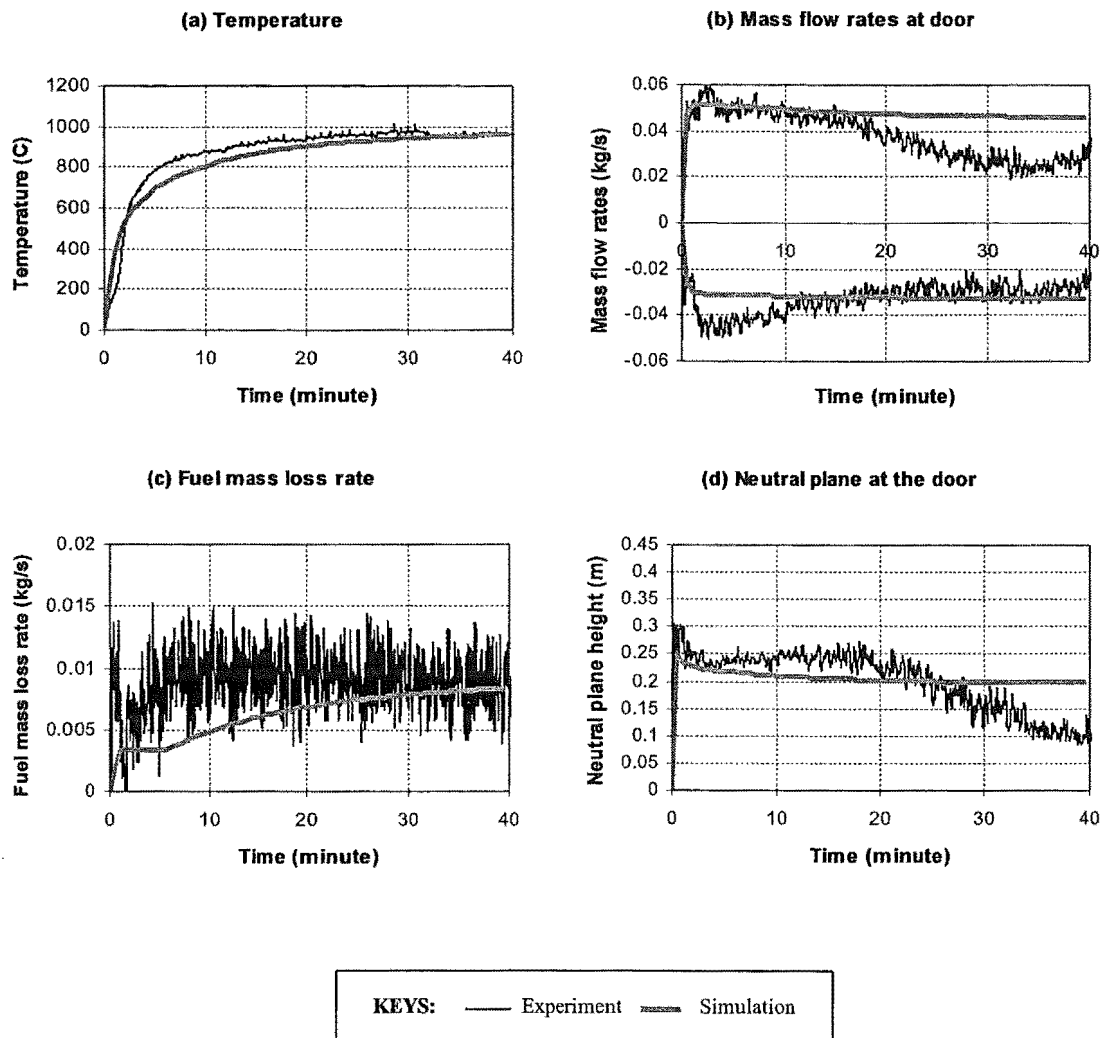 (a) Temperature
1200
1000
800
600
400
200
0
Temperature (C)
0 10 20 30 40
Time (minute)
(b) Mass flow rates at door
0.06
0.04
0.02
0
-0.02
-0.04
-0.06
Mass flow rates (kg/s)
0 10 20 30 40
Time (minute)
(c) Fuel mass loss rate
0.02
0.015
0.01
0.005
0
Fuel mass loss rate (kg/s)
0 10 20 30 40
Time (minute)
(d) Neutral plane at the door
0.45
0.4
0.35
0.3
0.25
0.2
0.15
0.1
0.05
0
Neutral plane height (m)
0 10 20 30 40
Time (minute)
KEYS: Experiment Simulation